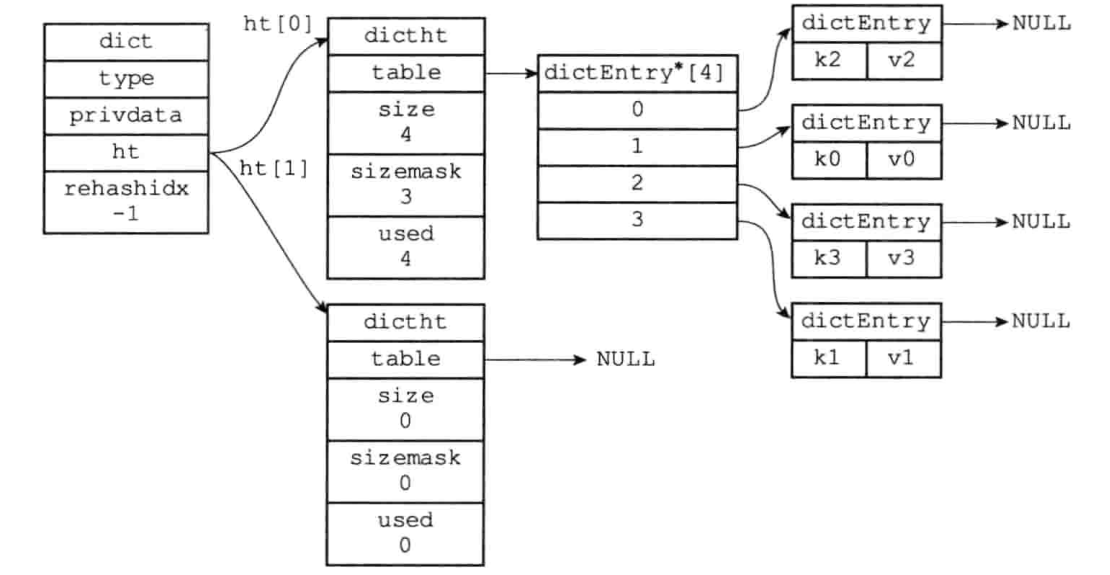 dict
type
privdata
ht
rehashidx
-1
ht[0]
ht[1]
dictht
table
size
4
sizemask
3
used
4
dictht
table
size
0
sizemask
0
used
0
NULL
dictEntry*[4]
0
1
2
3
dictEntry
k2 v2
NULL
dictEntry
k0 v0
NULL
dictEntry
k3 v3
NULL
dictEntry
k1 v1
NULL